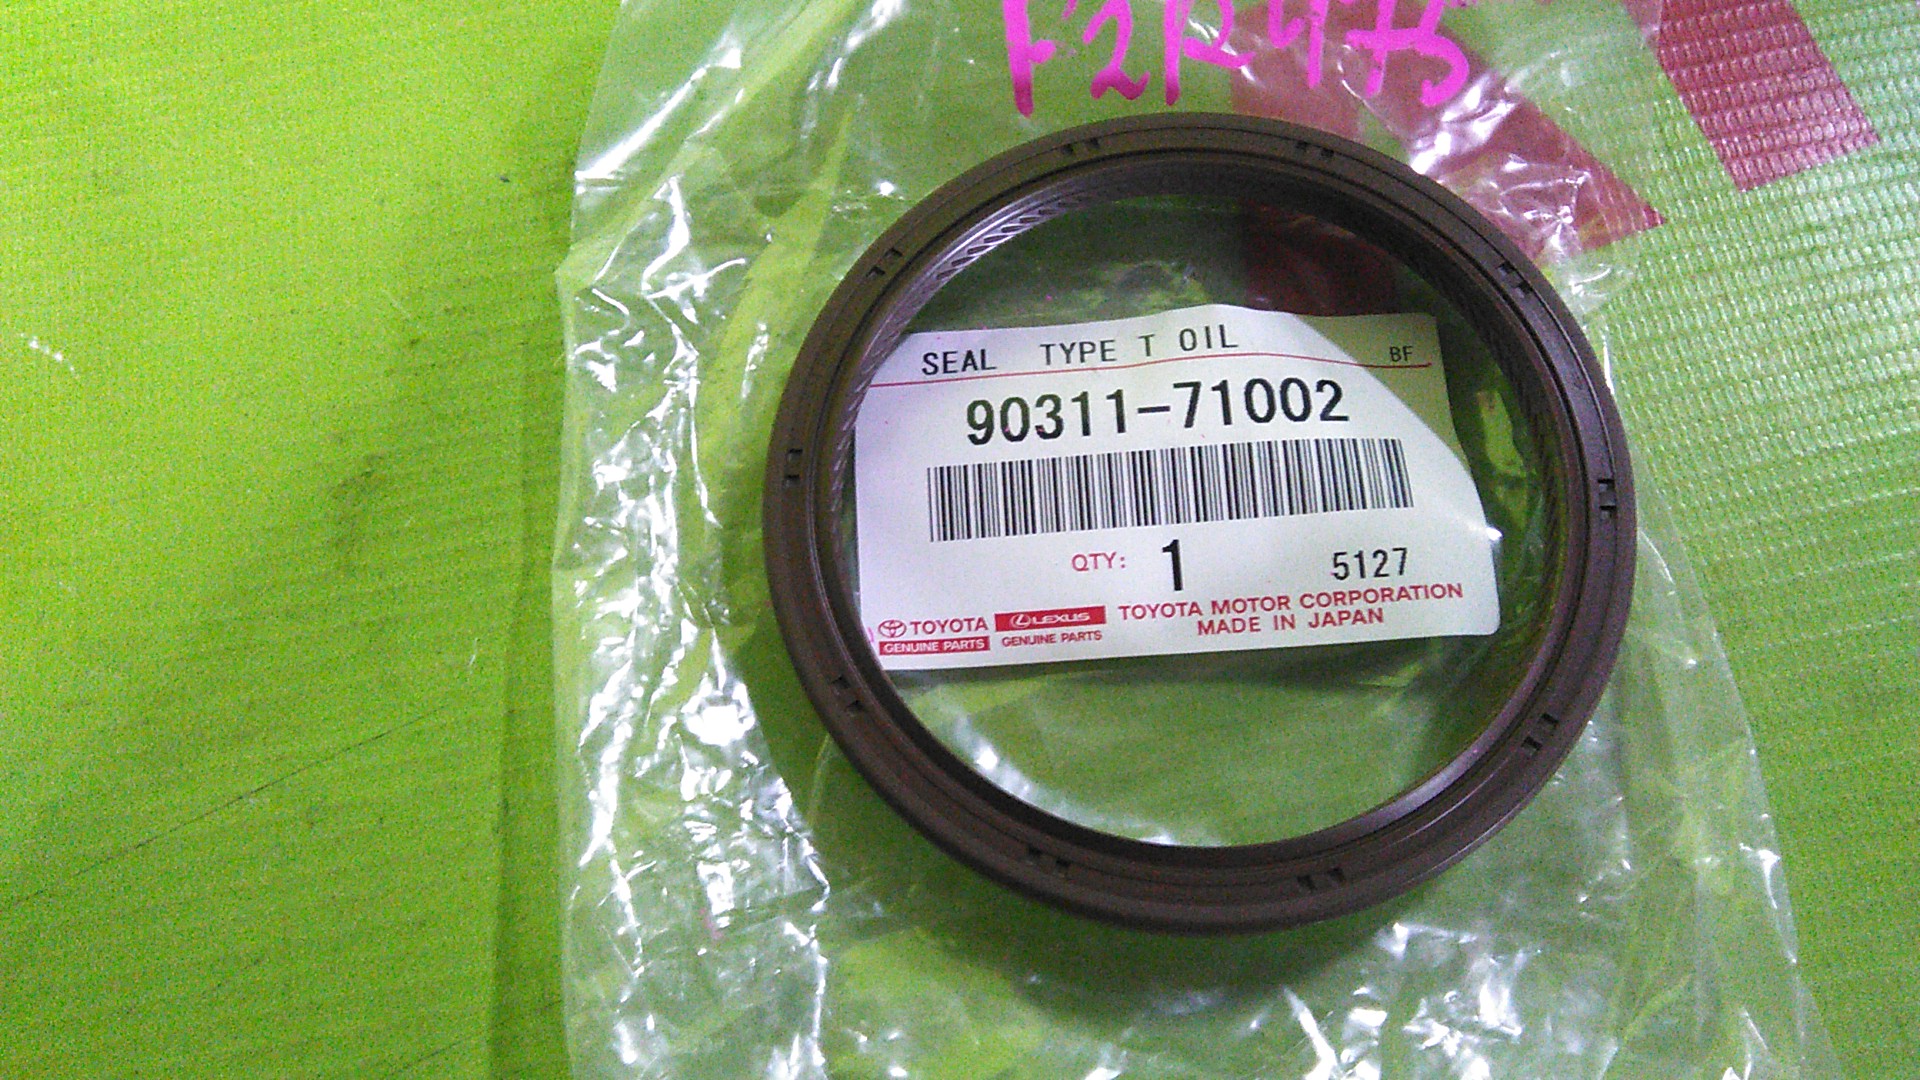 SEAL TYPE T OIL BF
90311-71002
QTY: 1 5127
TOYOTA
GENUINE PARTS
LEXUS
GENUINE PARTS
TOYOTA MOTOR CORPORATION
MADE IN JAPAN